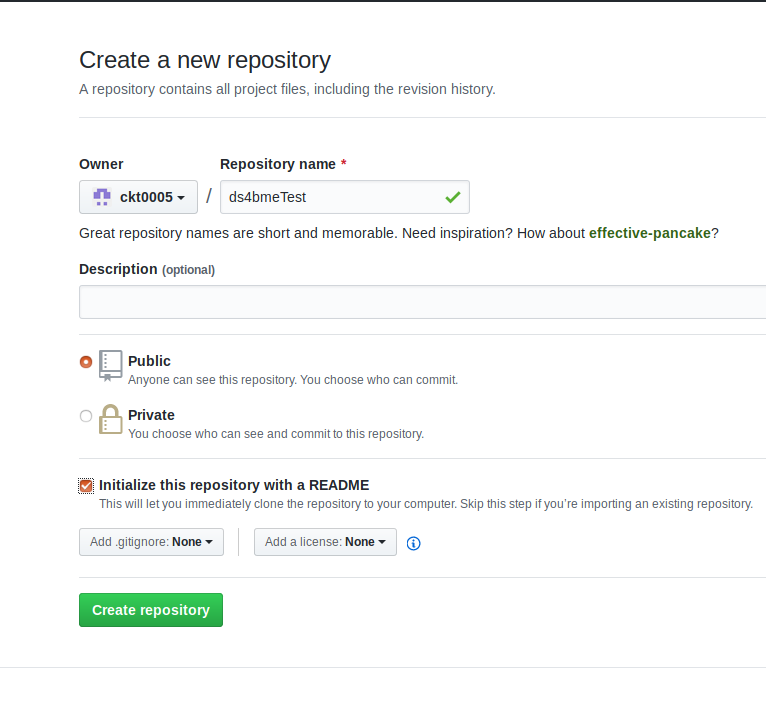 Create a new repository
A repository contains all project files, including the revision history.
Owner
Repository name *
ckt0005
/
ds4bmeTest
Great repository names are short and memorable. Need inspiration? How about effective-pancake?
Description (optional)
Public
Anyone can see this repository. You choose who can commit.
Private
You choose who can see and commit to this repository.
Initialize this repository with a README
This will let you immediately clone the repository to your computer. Skip this step if you’re importing an existing repository.
Add .gitignore: None
Add a license: None
Create repository